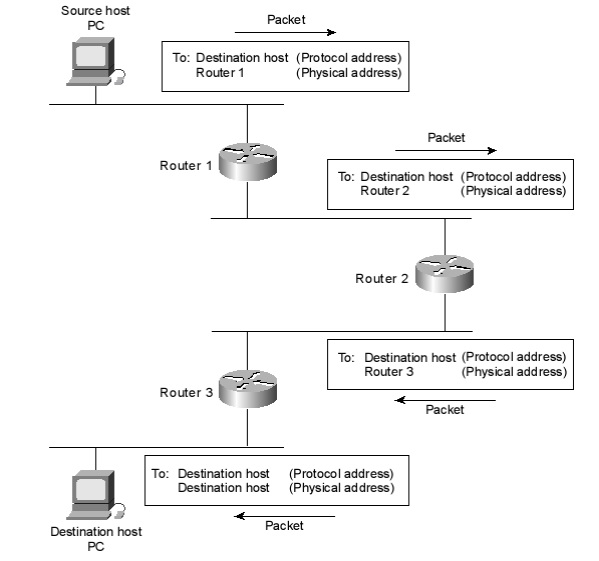 Source host
PC
Packet
To: Destination host (Protocol address)
Router 1 (Physical address)
Router 1
Packet
To: Destination host (Protocol address)
Router 2 (Physical address)
Router 2
To: Destination host (Protocol address)
Router 3 (Physical address)
Packet
Router 3
To: Destination host (Protocol address)
Destination host (Physical address)
Packet
Destination host
PC